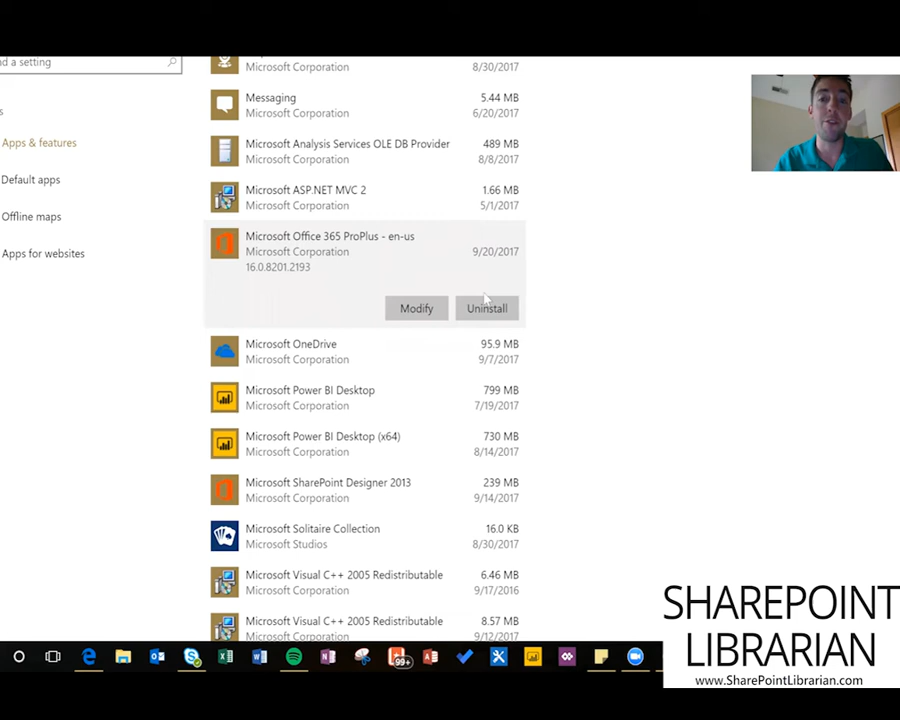 nd a setting
s
Apps & features
Default apps
Offline maps
Apps for websites
Microsoft Corporation 8/30/2017
Messaging 5.44 MB
Microsoft Corporation 6/20/2017
Microsoft Analysis Services OLE DB Provider 489 MB
Microsoft Corporation 8/8/2017
Microsoft ASP.NET MVC 2 1.66 MB
Microsoft Corporation 5/1/2017
Microsoft Office 365 ProPlus - en-us
Microsoft Corporation 9/20/2017
16.0.8201.2193
Modify Uninstall
Microsoft OneDrive 95.9 MB
Microsoft Corporation 9/7/2017
Microsoft Power BI Desktop 799 MB
Microsoft Corporation 7/19/2017
Microsoft Power BI Desktop (x64) 730 MB
Microsoft Corporation 8/14/2017
Microsoft SharePoint Designer 2013 239 MB
Microsoft Corporation 9/14/2017
Microsoft Solitaire Collection 16.0 KB
Microsoft Studios 8/30/2017
Microsoft Visual C++ 2005 Redistributable 6.46 MB
Microsoft Corporation 9/17/2016
Microsoft Visual C++ 2005 Redistributable 8.57 MB
Microsoft Corporation 9/12/2017
99+
SHAREPOINT
LIBRARIAN
www.SharePointLibrarian.com